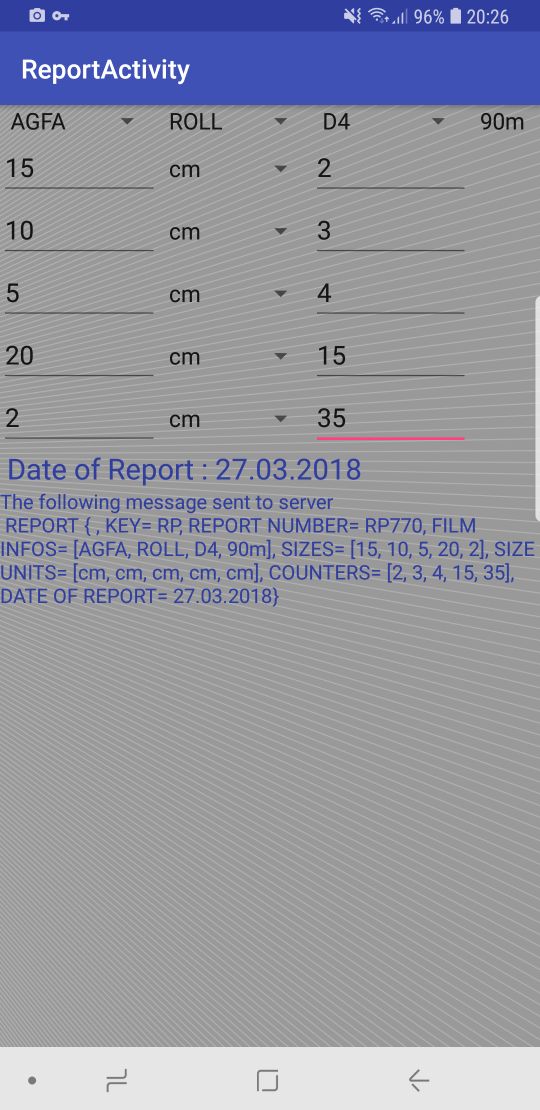 96% 20:26
ReportActivity
AGFA ROLL D4 90m
15 cm 2
10 cm 3
5 cm 4
20 cm 15
2 cm 35
Date of Report : 27.03.2018
The following message sent to server
REPORT { , KEY= RP, REPORT NUMBER= RP770, FILM
INFOS= [AGFA, ROLL, D4, 90m], SIZES= [15, 10, 5, 20, 2], SIZE
UNITS= [cm, cm, cm, cm, cm], COUNTERS= [2, 3, 4, 15, 35],
DATE OF REPORT= 27.03.2018}